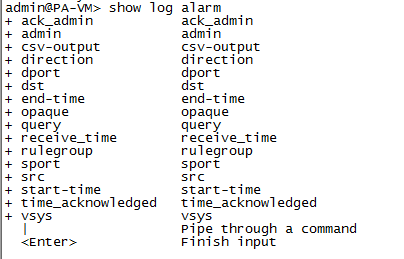 admin@PA-VM> show log alarm
+ ack_admin ack_admin
+ admin admin
+ csv-output csv-output
+ direction direction
+ dport dport
+ dst dst
+ end-time end-time
+ opaque opaque
+ query query
+ receive_time receive_time
+ rulegroup rulegroup
+ sport sport
+ src src
+ start-time start-time
+ time_acknowledged time_acknowledged
+ vsys vsys
| Pipe through a command
<Enter> Finish input